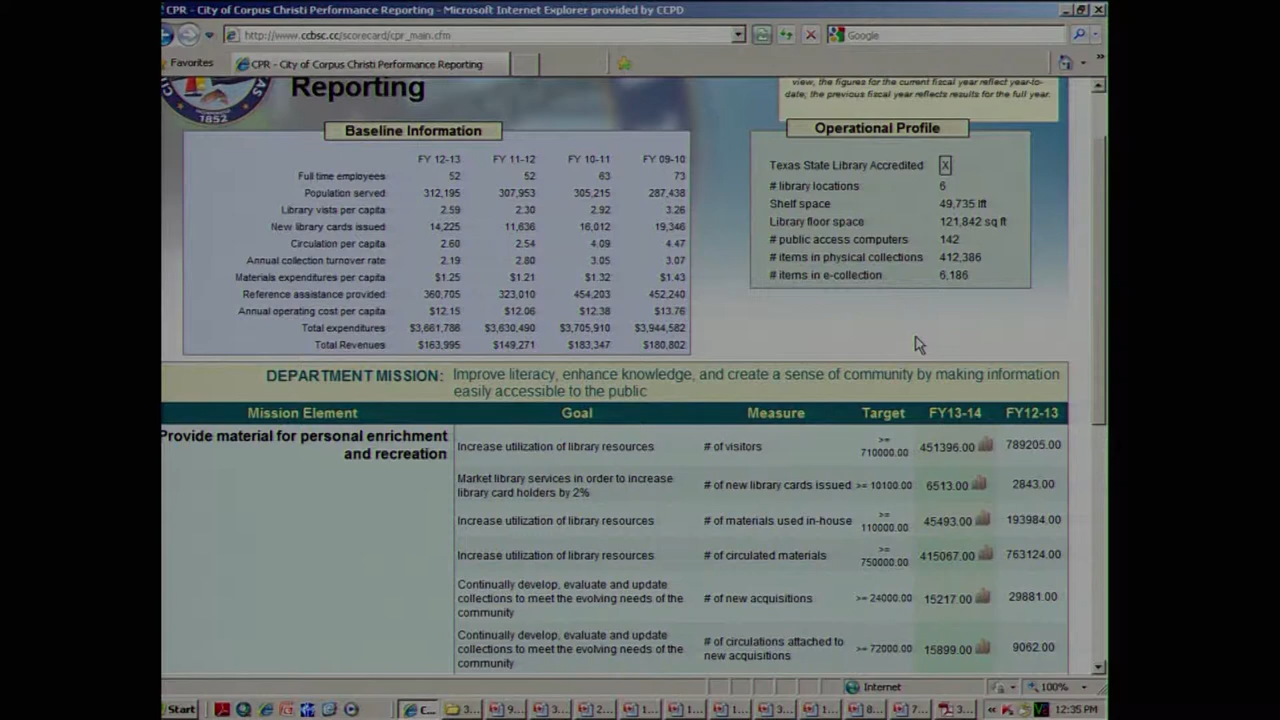 CPR - City of Corpus Christi Performance Reporting - Microsoft Internet Explorer provided by CCPD
http://www.ccbsc.cc/scorecard/cpr_main.cfm
Google
Favorites
CPR - City of Corpus Christi Performance Reporting
Reporting
1852
view, the figures for the current fiscal year reflect year-to-
date; the previous fiscal year reflects results for the full year.
Baseline Information
FY 12-13 FY 11-12 FY 10-11 FY 09-10
Full time employees 52 52 63 73
Population served 312,195 307,953 305,215 287,438
Library vists per capita 2.59 2.30 2.92 3.26
New library cards issued 14,225 11,636 16,012 19,346
Circulation per capita 2.60 2.54 4.09 4.47
Annual collection turnover rate 2.19 2.80 3.05 3.07
Materials expenditures per capita $1.25 $1.21 $1.32 $1.43
Reference assistance provided 360,705 323,010 454,203 452,240
Annual operating cost per capita $12.15 $12.06 $12.38 $13.76
Total expenditures $3,661,786 $3,630,490 $3,705,910 $3,944,582
Total Revenues $163,995 $149,271 $183,347 $180,802
Operational Profile
Texas State Library Accredited X
# library locations 6
Shelf space 49,735 lft
Library floor space 121,842 sq ft
# public access computers 142
# items in physical collections 412,386
# items in e-collection 6,186
DEPARTMENT MISSION: Improve literacy, enhance knowledge, and create a sense of community by making information
easily accessible to the public
Mission Element Goal Measure Target FY13-14 FY12-13
Provide material for personal enrichment
and recreation
Increase utilization of library resources # of visitors >= 710000.00 451396.00 789205.00
Market library services in order to increase
library card holders by 2% # of new library cards issued >= 10100.00 6513.00 2843.00
Increase utilization of library resources # of materials used in-house >= 110000.00 45493.00 193984.00
Increase utilization of library resources # of circulated materials >= 750000.00 415067.00 763124.00
Continually develop, evaluate and update
collections to meet the evolving needs of the
community # of new acquisitions >= 24000.00 15217.00 29881.00
Continually develop, evaluate and update
collections to meet the evolving needs of the
community # of circulations attached to
new acquisitions >= 72000.00 15899.00 9062.00
Internet 100%
Start C... 3... 9... 3... 2... 1... 1... 1... 3... 1... 8... 7... 3... 12:35 PM